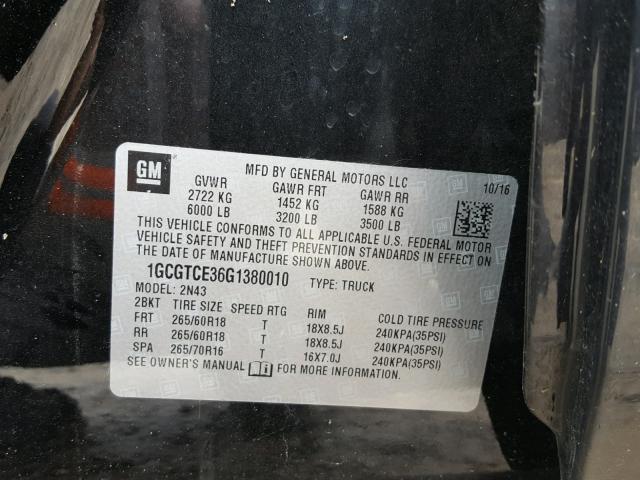 GM
MFD BY GENERAL MOTORS LLC
10/16
GVWR GAWR FRT GAWR RR
2722 KG 1452 KG 1588 KG
6000 LB 3200 LB 3500 LB
THIS VEHICLE CONFORMS TO ALL APPLICABLE U.S. FEDERAL MOTOR
VEHICLE SAFETY AND THEFT PREVENTION STANDARDS IN EFFECT ON
THE DATE OF MANUFACTURE SHOWN ABOVE.
1GCGTCE36G1380010 TYPE: TRUCK
MODEL: 2N43
2BKT TIRE SIZE SPEED RTG RIM COLD TIRE PRESSURE
FRT 265/60R18 T 18X8.5J 240KPA(35PSI)
RR 265/60R18 T 18X8.5J 240KPA(35PSI)
SPA 265/70R16 T 16X7.0J 240KPA(35PSI)
SEE OWNER'S MANUAL FOR MORE INFORMATION.